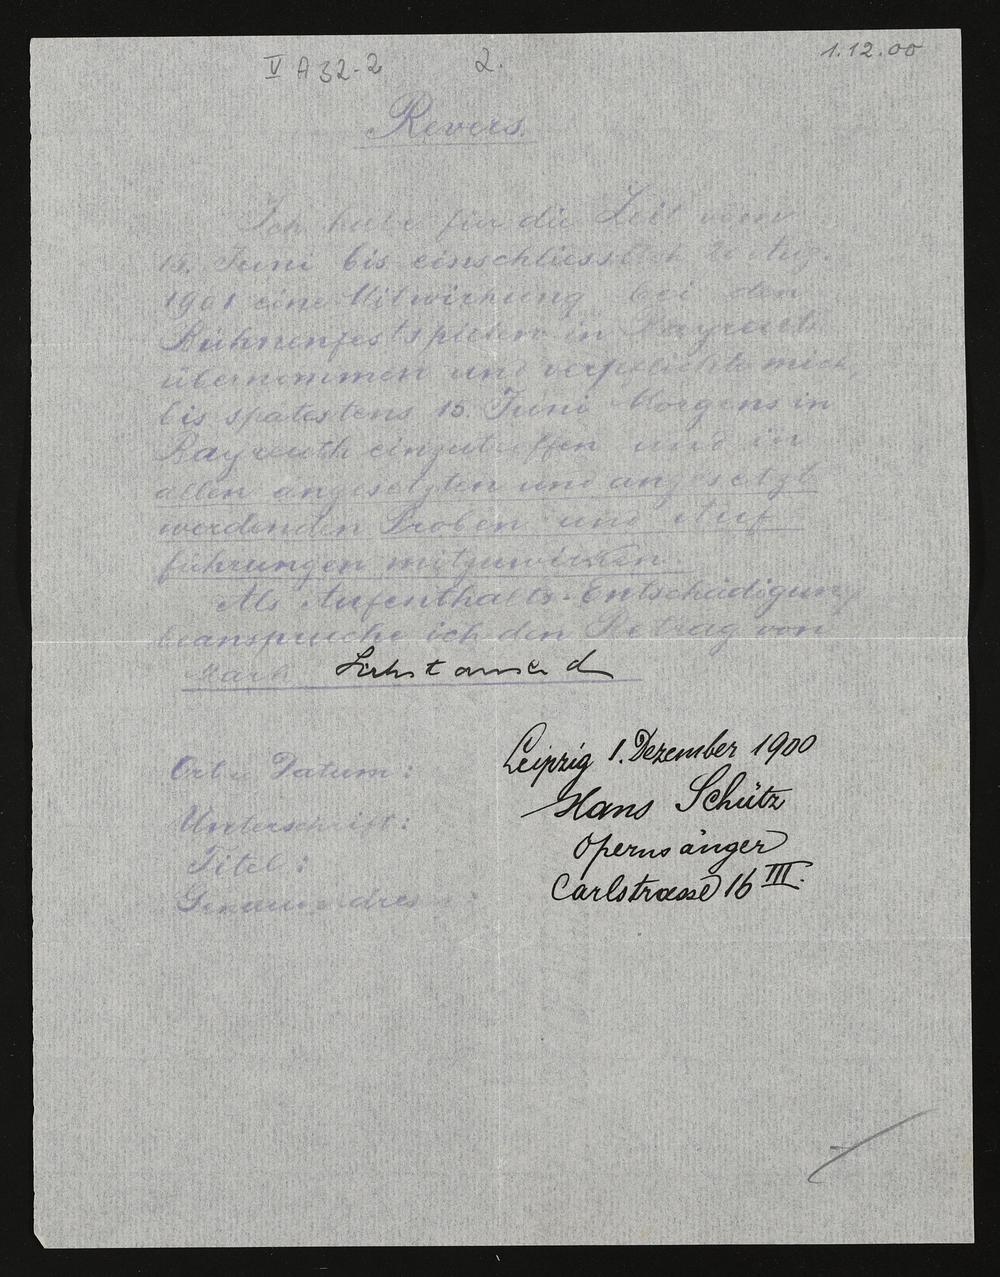 V A 32-2 2. 1.12.00
Revers.
Ich habe für die Zeit vom
15. Juni bis einschliesslich 20 Aug.
1901 eine Mitwirkung bei den
Bühnenfestspielen in Bayreuth
übernommen und verpflichte mich,
bis spätestens 15. Juni Morgens in
Bayreuth einzutreffen und in
allen angesetzten und angesetzt
werdenden Proben und Auf
führungen mitzuwirken.
Als Aufenthalts-Entschädigung
beanspruche ich den Betrag von
Mark
Ort u. Datum: Leipzig 1. Dezember 1900
Unterschrift: Hans Schütz
Titel: Opernsänger
Genaue Adresse: Carlstrasse 16 III.